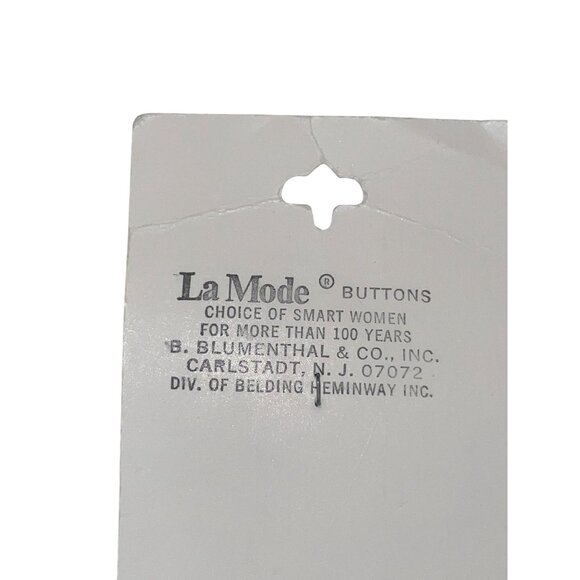 La Mode ® BUTTONS
CHOICE OF SMART WOMEN
FOR MORE THAN 100 YEARS
B. BLUMENTHAL & CO., INC.
CARLSTADT, N. J. 07072
DIV. OF BELDING HEMINWAY INC.